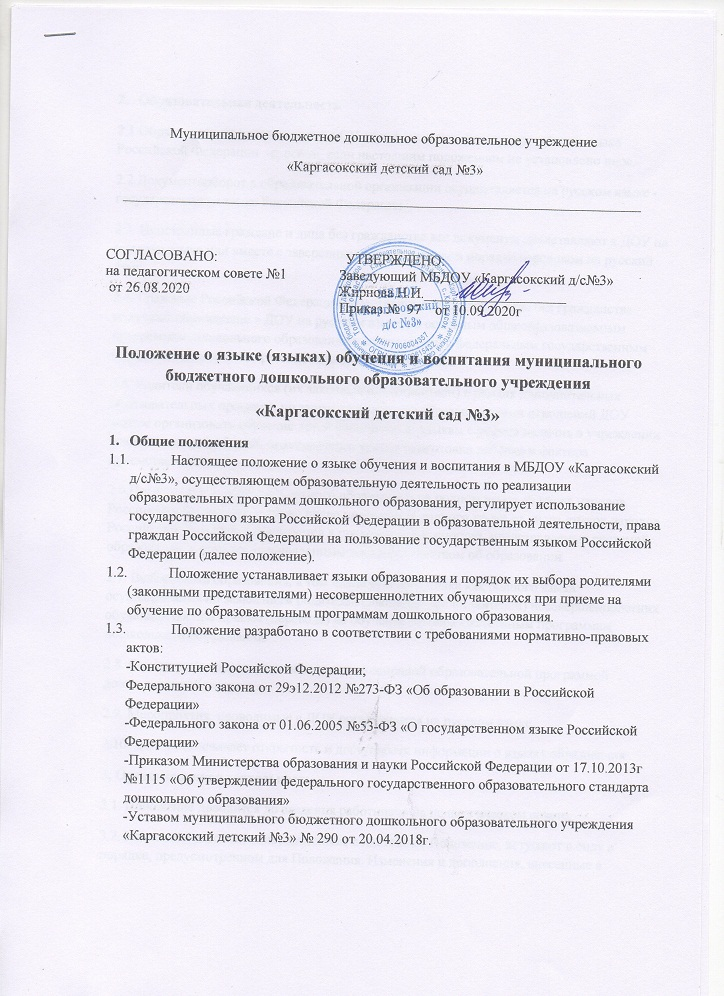 Муниципальное бюджетное дошкольное образовательное учреждение
«Каргасокский детский сад №3»
СОГЛАСОВАНО:
на педагогическом совете №1
от 26.08.2020
УТВЕРЖДЕНО:
Заведующий МБДОУ «Каргасокский д/с№3»
Жирнова Н.И.
Приказ № 97 от 10.09.2020г
д/с №3»
ИНН 7006004357
Положение о языке (языках) обучения и воспитания муниципального
бюджетного дошкольного образовательного учреждения
«Каргасокский детский сад №3»
1. Общие положения
1.1. Настоящее положение о языке обучения и воспитания в МБДОУ «Каргасокский
д/с№3», осуществляющем образовательную деятельность по реализации
образовательных программ дошкольного образования, регулирует использование
государственного языка Российской Федерации в образовательной деятельности, права
граждан Российской Федерации на пользование государственным языком Российской
Федерации (далее положение).
1.2. Положение устанавливает языки образования и порядок их выбора родителями
(законными представителями) несовершеннолетних обучающихся при приеме на
обучение по образовательным программам дошкольного образования.
1.3. Положение разработано в соответствии с требованиями нормативно-правовых
актов:
-Конституцией Российской Федерации;
Федерального закона от 29э12.2012 №273-ФЗ «Об образовании в Российской
Федерации»
-Федерального закона от 01.06.2005 №53-ФЗ «О государственном языке Российской
Федерации»
-Приказом Министерства образования и науки Российской Федерации от 17.10.2013г
№1115 «Об утверждении федерального государственного образовательного стандарта
дошкольного образования»
-Уставом муниципального бюджетного дошкольного образовательного учреждения
«Каргасокский детский №3» № 290 от 20.04.2018г.